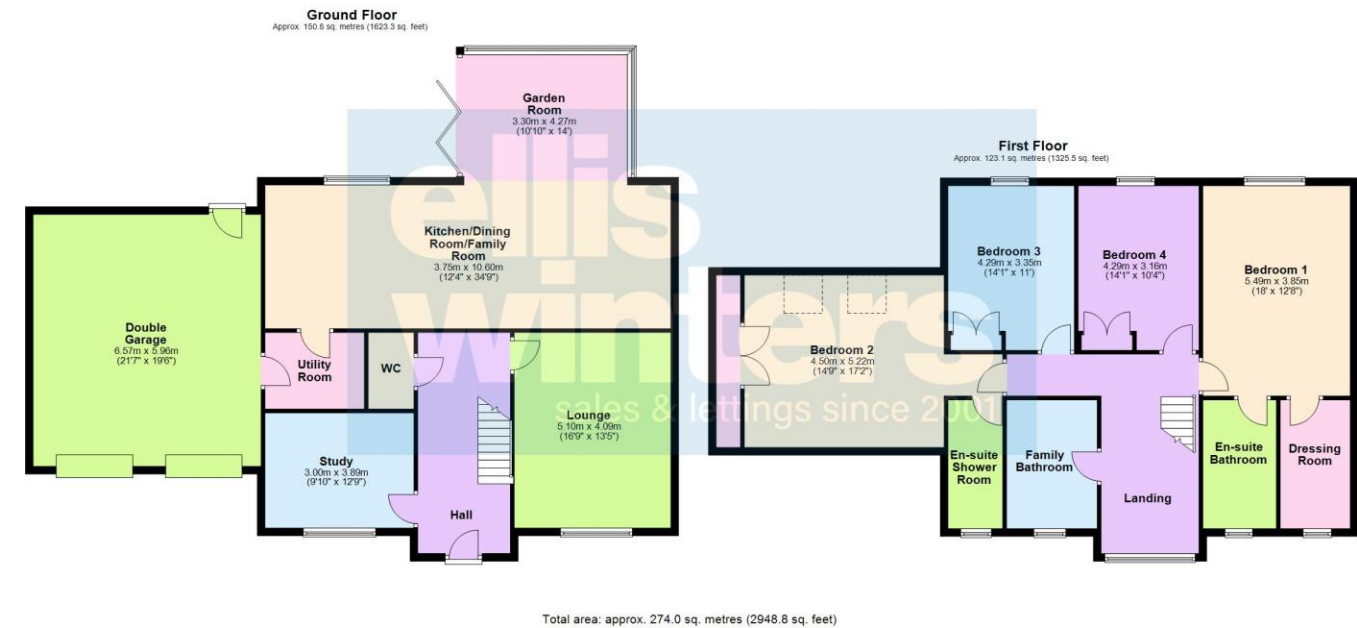 Ground Floor
Approx. 150.8 sq. metres (1623.3 sq. feet)
Garden
Room
3.30m x 4.27m
(10'10" x 14')
Kitchen/Dining
Room/Family
Room
3.75m x 10.60m
(12'4" x 34'9")
Double
Garage
6.57m x 5.96m
(21'7" x 19'6")
Utility
Room
WC
Lounge
5.10m x 4.09m
(16'9" x 13'5")
Study
3.00m x 3.89m
(9'10" x 12'9")
Hall
First Floor
Approx. 123.1 sq. metres (1325.5 sq. feet)
Bedroom 3
4.29m x 3.35m
(14'1" x 11')
Bedroom 4
4.29m x 3.16m
(14'1" x 10'4")
Bedroom 1
5.49m x 3.85m
(18' x 12'8")
Bedroom 2
4.50m x 5.22m
(14'9" x 17'2")
En-suite
Shower
Room
Family
Bathroom
Landing
En-suite
Bathroom
Dressing
Room
ellis
winters
sales & lettings since 2001
Total area: approx. 274.0 sq. metres (2948.8 sq. feet)